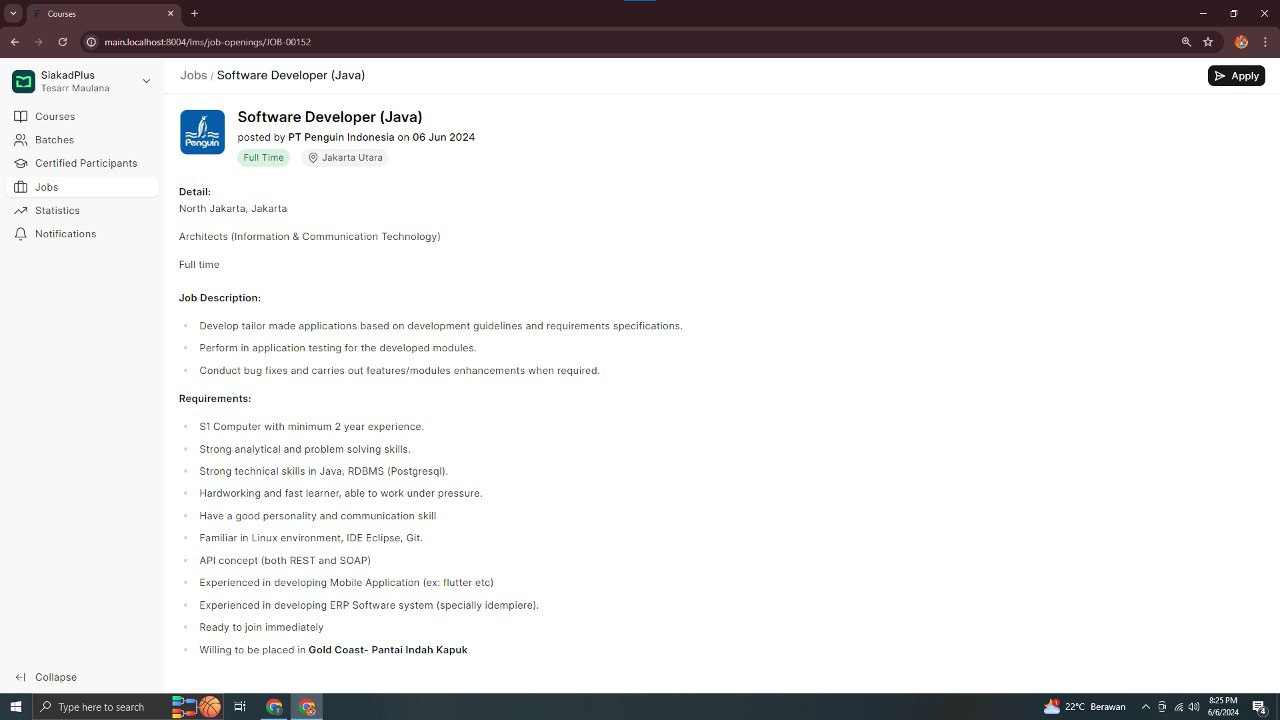 Courses
main.localhost:8004/lms/job-openings/JOB-00152
SiakadPlus
Tesarr Maulana
Courses
Batches
Certified Participants
Jobs
Statistics
Notifications
Collapse
Jobs / Software Developer (Java)
Apply
Penguin
Software Developer (Java)
posted by PT Penguin Indonesia on 06 Jun 2024
Full Time
Jakarta Utara
Detail:
North Jakarta, Jakarta
Architects (Information & Communication Technology)
Full time
Job Description:
Develop tailor made applications based on development guidelines and requirements specifications.
Perform in application testing for the developed modules.
Conduct bug fixes and carries out features/modules enhancements when required.
Requirements:
S1 Computer with minimum 2 year experience.
Strong analytical and problem solving skills.
Strong technical skills in Java, RDBMS (Postgresql).
Hardworking and fast learner, able to work under pressure.
Have a good personality and communication skill
Familiar in Linux environment, IDE Eclipse, Git.
API concept (both REST and SOAP)
Experienced in developing Mobile Application (ex: flutter etc)
Experienced in developing ERP Software system (specially idempiere).
Ready to join immediately
Willing to be placed in Gold Coast- Pantai Indah Kapuk
Type here to search
22°C Berawan
8:25 PM
6/6/2024